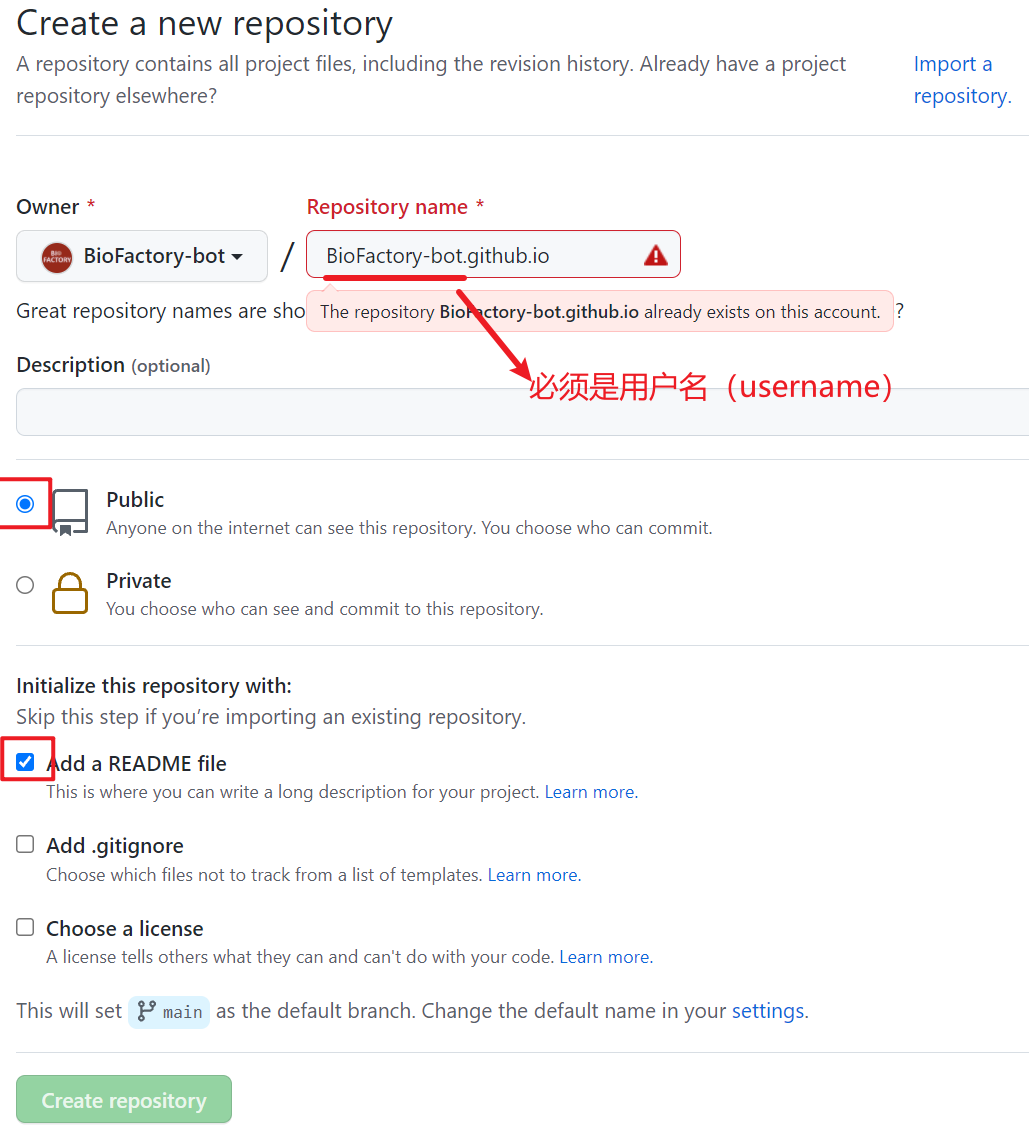 Create a new repository
A repository contains all project files, including the revision history. Already have a project
repository elsewhere?
Import a
repository.
Owner *
Repository name *
BIO
FACTORY
BioFactory-bot
/
BioFactory-bot.github.io
Great repository names are sho
The repository BioFactory-bot.github.io already exists on this account.
?
Description (optional)
必须是用户名（username）
Public
Anyone on the internet can see this repository. You choose who can commit.
Private
You choose who can see and commit to this repository.
Initialize this repository with:
Skip this step if you’re importing an existing repository.
Add a README file
This is where you can write a long description for your project. Learn more.
Add .gitignore
Choose which files not to track from a list of templates. Learn more.
Choose a license
A license tells others what they can and can't do with your code. Learn more.
This will set main as the default branch. Change the default name in your settings.
Create repository